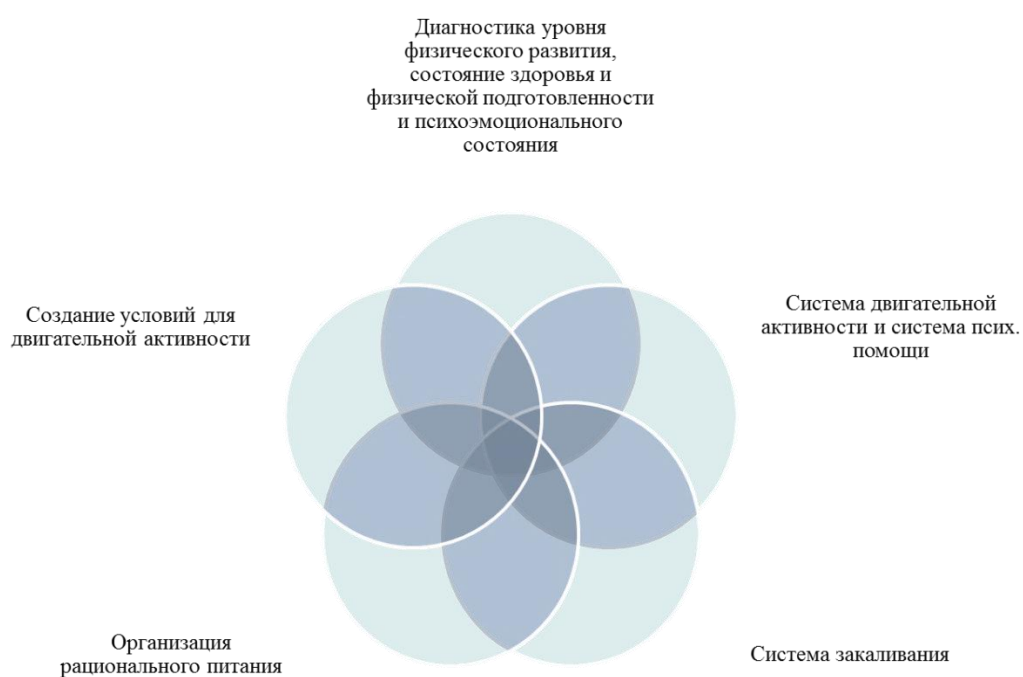 Диагностика уровня
физического развития,
состояние здоровья и
физической подготовленности
и психоэмоционального
состояния
Создание условий для
двигательной активности
Система двигательной
активности и система псих.
помощи
Организация
рационального питания
Система закаливания